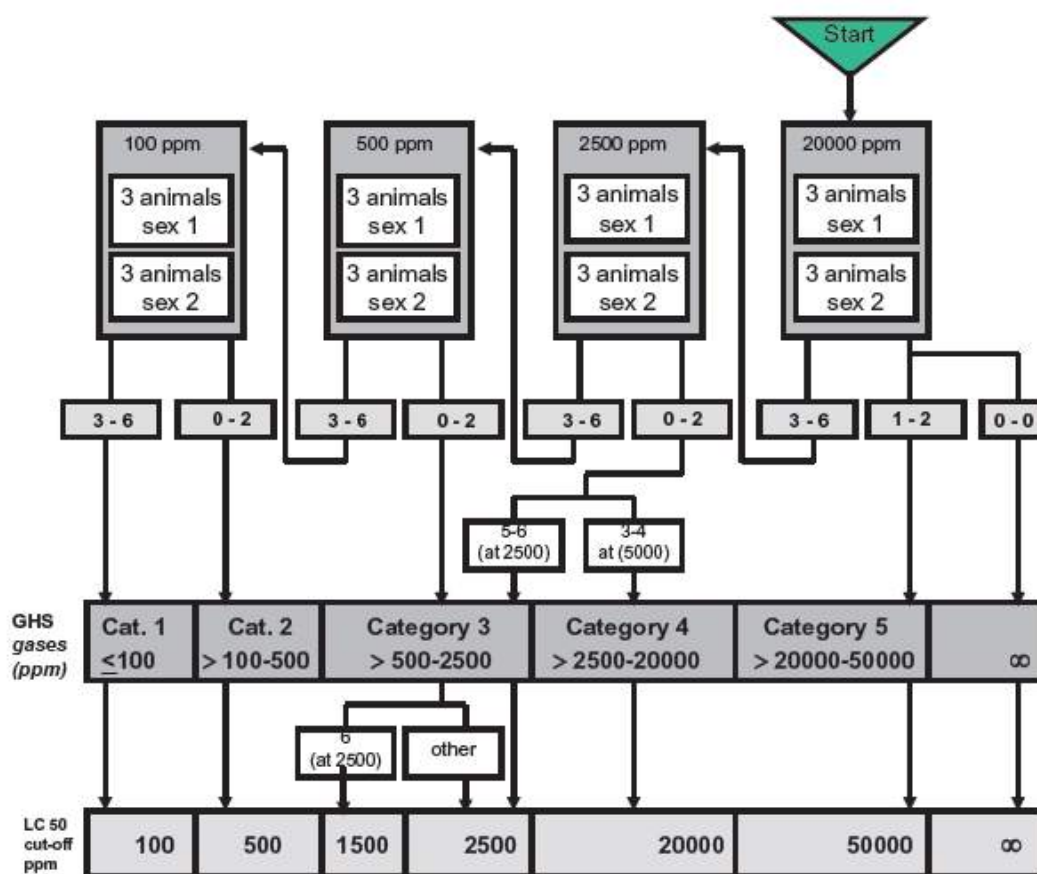 Start
100 ppm
500 ppm
2500 ppm
20000 ppm
3 animals
sex 1
3 animals
sex 1
3 animals
sex 1
3 animals
sex 1
3 animals
sex 2
3 animals
sex 2
3 animals
sex 2
3 animals
sex 2
3 - 6
0 - 2
3 - 6
0 - 2
3 - 6
0 - 2
3 - 6
1 - 2
0 - 0
5-6
(at 2500)
3-4
at (5000)
GHS
gases
(ppm)
Cat. 1
≤100
Cat. 2
> 100-500
Category 3
> 500-2500
Category 4
> 2500-20000
Category 5
> 20000-50000
∞
6
(at 2500)
other
LC 50
cut-off
ppm
100
500
1500
2500
20000
50000
∞